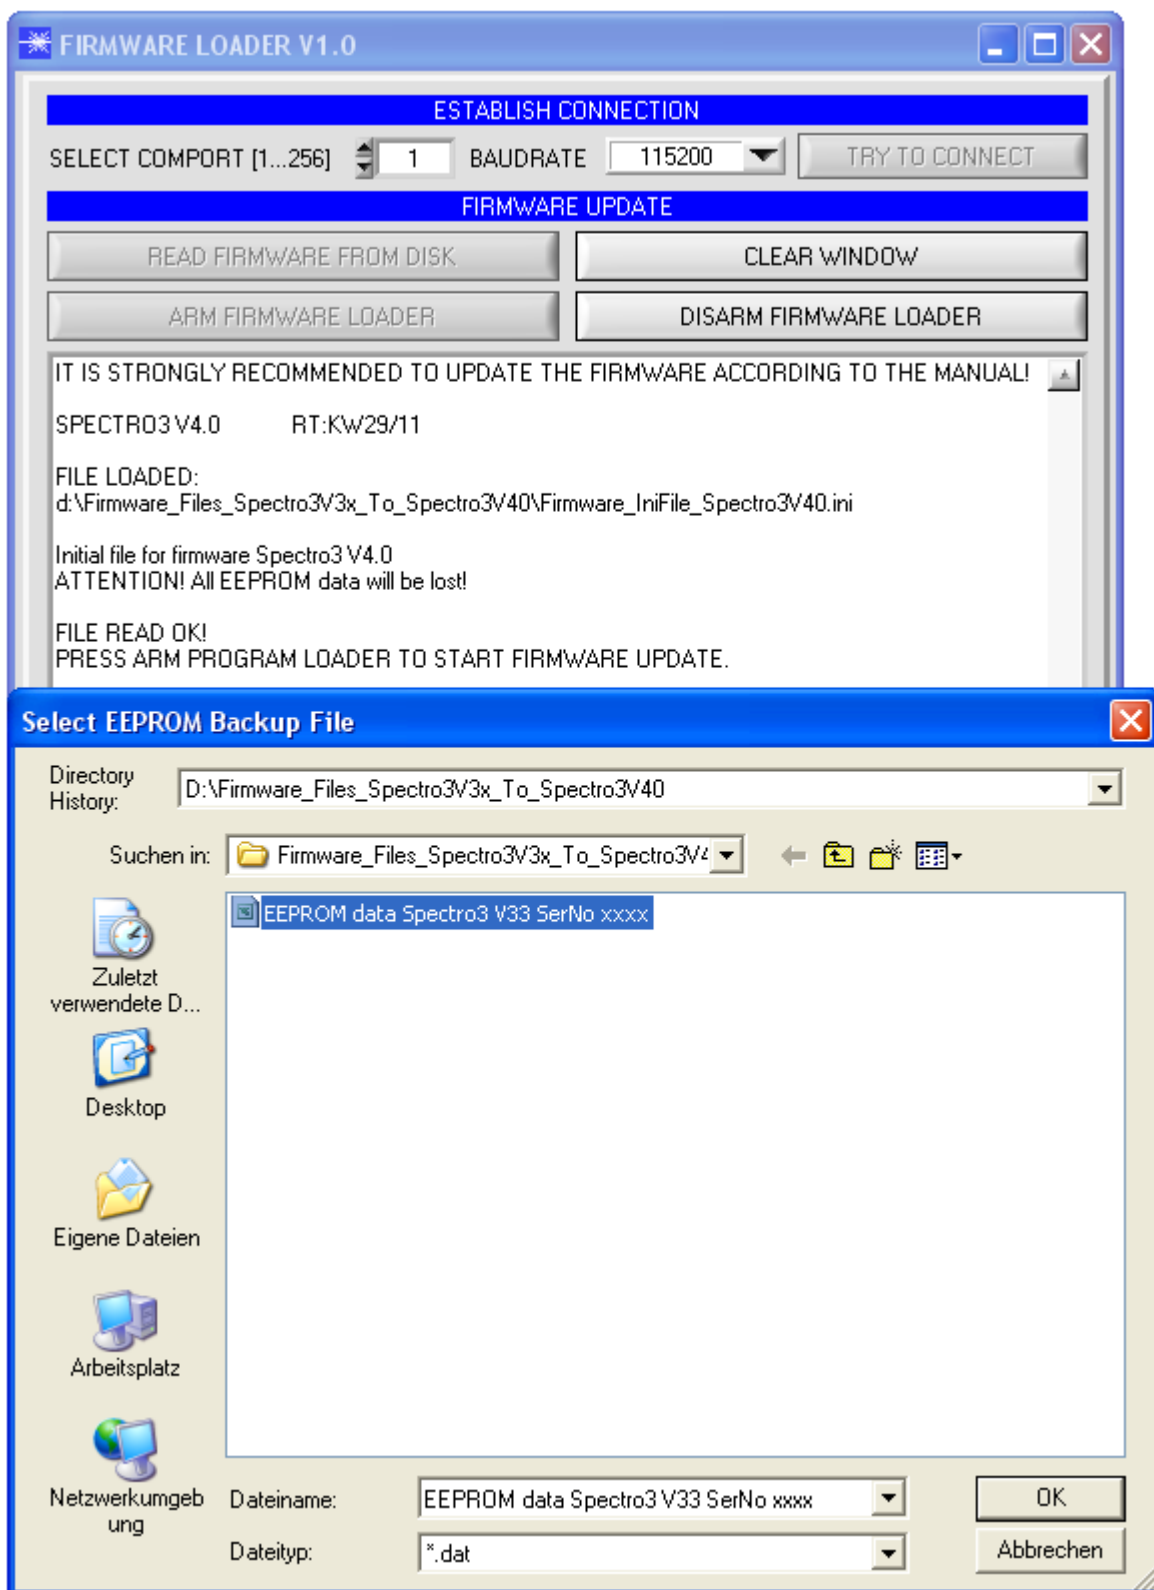 FIRMWARE LOADER V1.0
ESTABLISH CONNECTION
SELECT COMPORT [1...256] 1 BAUDRATE 115200 TRY TO CONNECT
FIRMWARE UPDATE
READ FIRMWARE FROM DISK CLEAR WINDOW
ARM FIRMWARE LOADER DISARM FIRMWARE LOADER
IT IS STRONGLY RECOMMENDED TO UPDATE THE FIRMWARE ACCORDING TO THE MANUAL!
SPECTRO3 V4.0 RT:KW29/11
FILE LOADED:
d:\Firmware_Files_Spectro3V3x_To_Spectro3V40\Firmware_IniFile_Spectro3V40.ini
Initial file for firmware Spectro3 V4.0
ATTENTION! All EEPROM data will be lost!
FILE READ OK!
PRESS ARM PROGRAM LOADER TO START FIRMWARE UPDATE.
Select EEPROM Backup File
Directory
History:
D:\Firmware_Files_Spectro3V3x_To_Spectro3V40
Suchen in: Firmware_Files_Spectro3V3x_To_Spectro3V4
EEPROM data Spectro3 V33 SerNo xxxx
Zuletzt
verwendete D...
Desktop
Eigene Dateien
Arbeitsplatz
Netzwerkumgeb
ung
Dateiname: EEPROM data Spectro3 V33 SerNo xxxx OK
Dateityp: *.dat Abbrechen